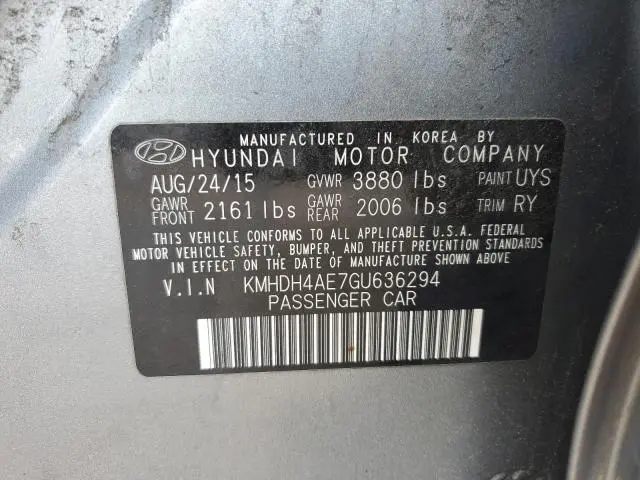 MANUFACTURED IN KOREA BY
HYUNDAI MOTOR COMPANY
AUG/24/15 GVWR 3880 lbs PAINT UYS
GAWR FRONT 2161 lbs GAWR REAR 2006 lbs TRIM RY
THIS VEHICLE CONFORMS TO ALL APPLICABLE U.S.A. FEDERAL
MOTOR VEHICLE SAFETY, BUMPER, AND THEFT PREVENTION STANDARDS
IN EFFECT ON THE DATE OF MANUFACTURE SHOWN ABOVE
V.I.N KMHDH4AE7GU636294
PASSENGER CAR